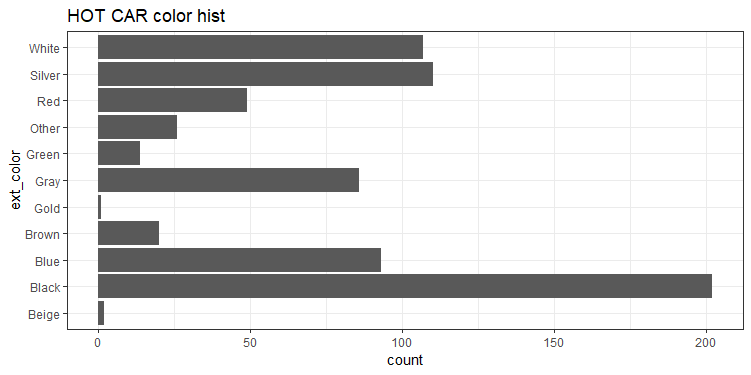 HOT CAR color hist
ext_color
White
Silver
Red
Other
Green
Gray
Gold
Brown
Blue
Black
Beige
0 50 100 150 200
count